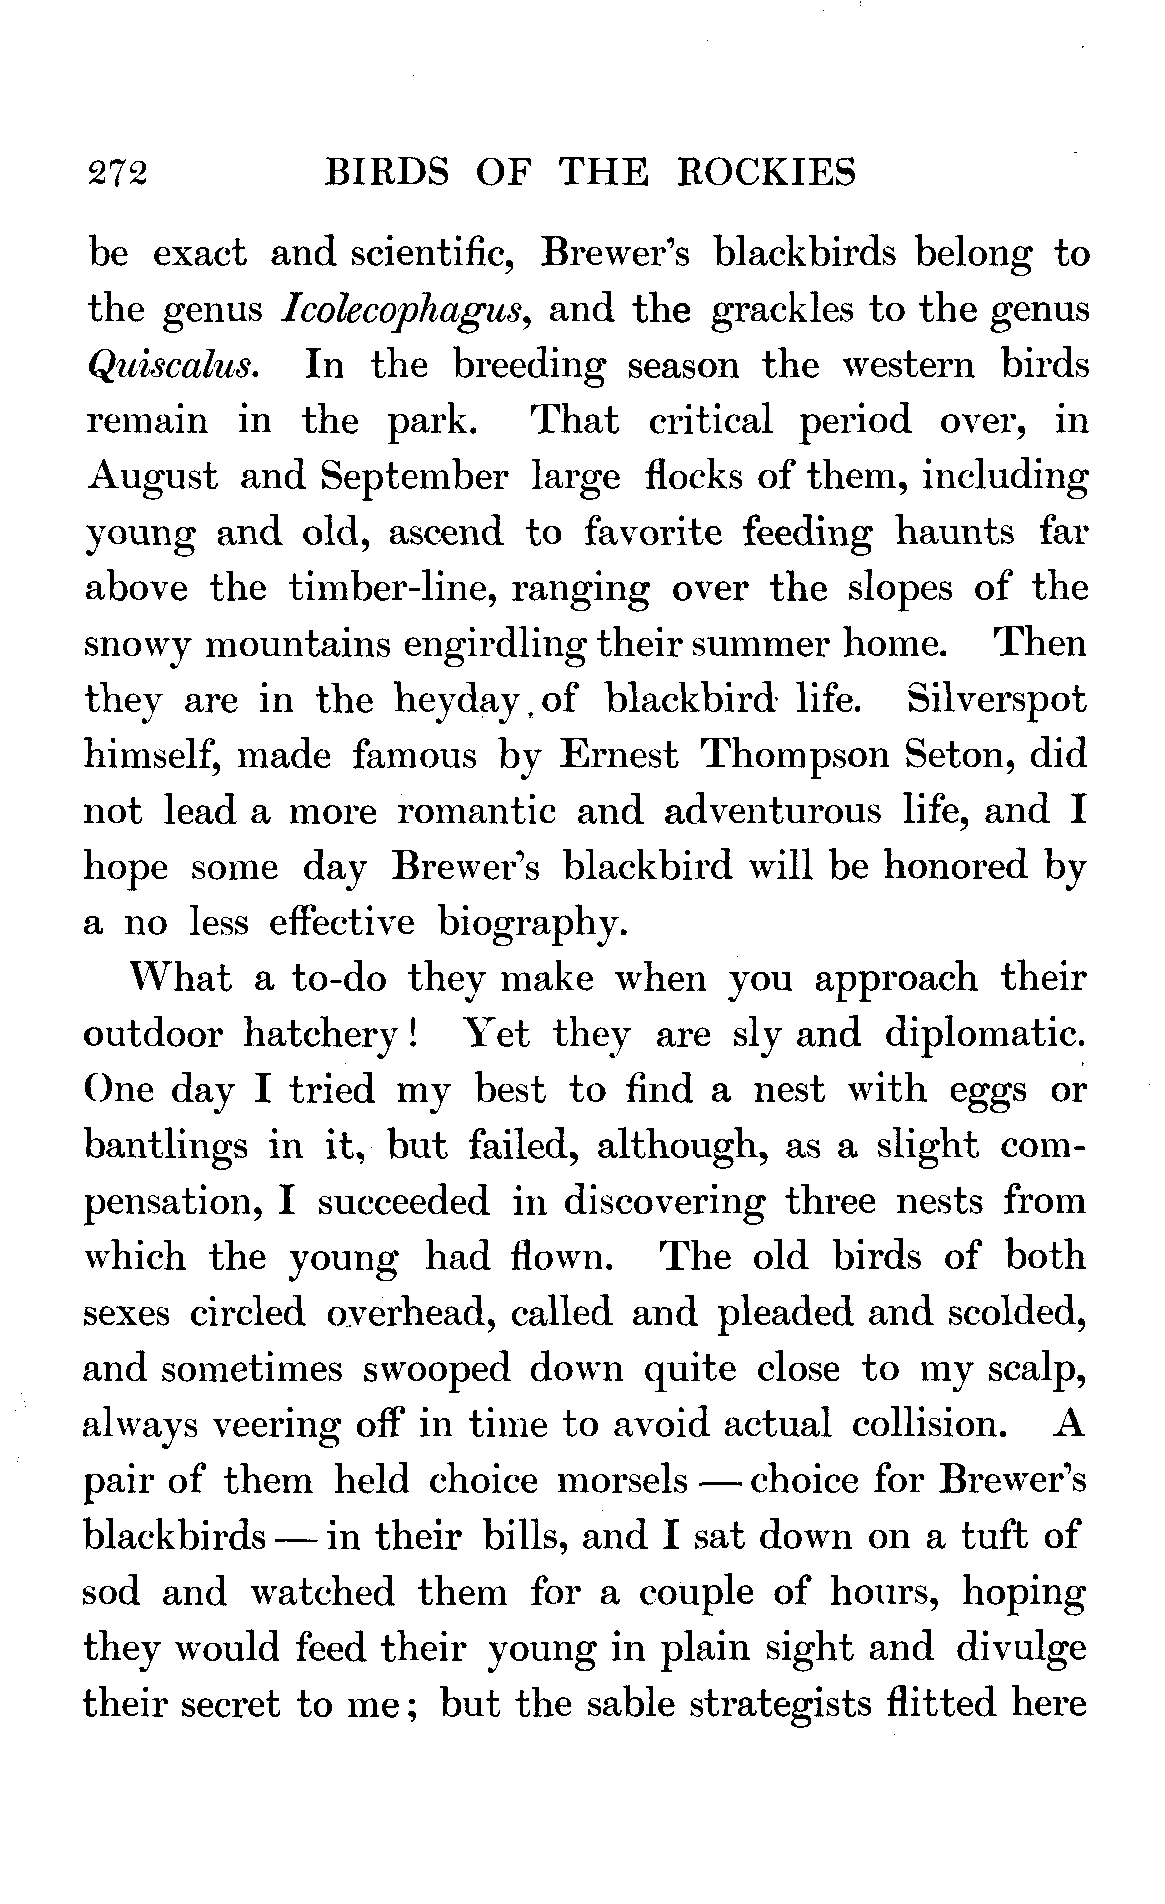 272 BIRDS OF THE ROCKIES
be exact and scientific, Brewer's blackbirds belong to
the genus Icolecophagus, and the grackles to the genus
Quiscalus. In the breeding season the western birds
remain in the park. That critical period over, in
August and September large flocks of them, including
young and old, ascend to favorite feeding haunts far
above the timber-line, ranging over the slopes of the
snowy mountains engirdling their summer home. Then
they are in the heyday of blackbird life. Silverspot
himself, made famous by Ernest Thompson Seton, did
not lead a more romantic and adventurous life, and I
hope some day Brewer's blackbird will be honored by
a no less effective biography.
What a to-do they make when you approach their
outdoor hatchery! Yet they are sly and diplomatic.
One day I tried my best to find a nest with eggs or
bantlings in it, but failed, although, as a slight com-
pensation, I succeeded in discovering three nests from
which the young had flown. The old birds of both
sexes circled overhead, called and pleaded and scolded,
and sometimes swooped down quite close to my scalp,
always veering off in time to avoid actual collision. A
pair of them held choice morsels — choice for Brewer's
blackbirds — in their bills, and I sat down on a tuft of
sod and watched them for a couple of hours, hoping
they would feed their young in plain sight and divulge
their secret to me; but the sable strategists flitted here